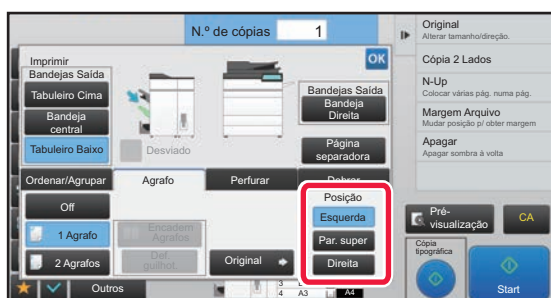 N.º de cópias 1
Imprimir
OK
Bandejas Saída
Tabuleiro Cima
Bandeja
central
Tabuleiro Baixo
Desviado
Bandejas Saída
Bandeja
Direita
Página
separadora
Ordenar/Agrupar
Agrafo
Perfurar
Dobrar
Off
1 Agrafo
2 Agrafos
Encadern
Agrafos
Def.
guilhot.
Original
Posição
Esquerda
Par. super
Direita
Outros
3
4 A3
A4
Original
Alterar tamanho/direção.
Cópia 2 Lados
N-Up
Colocar várias pág. numa pág.
Margem Arquivo
Mudar posição p/ obter margem
Apagar
Apagar sombra à volta
Pré-
visualização
CA
Cópia
tipográfica
Start